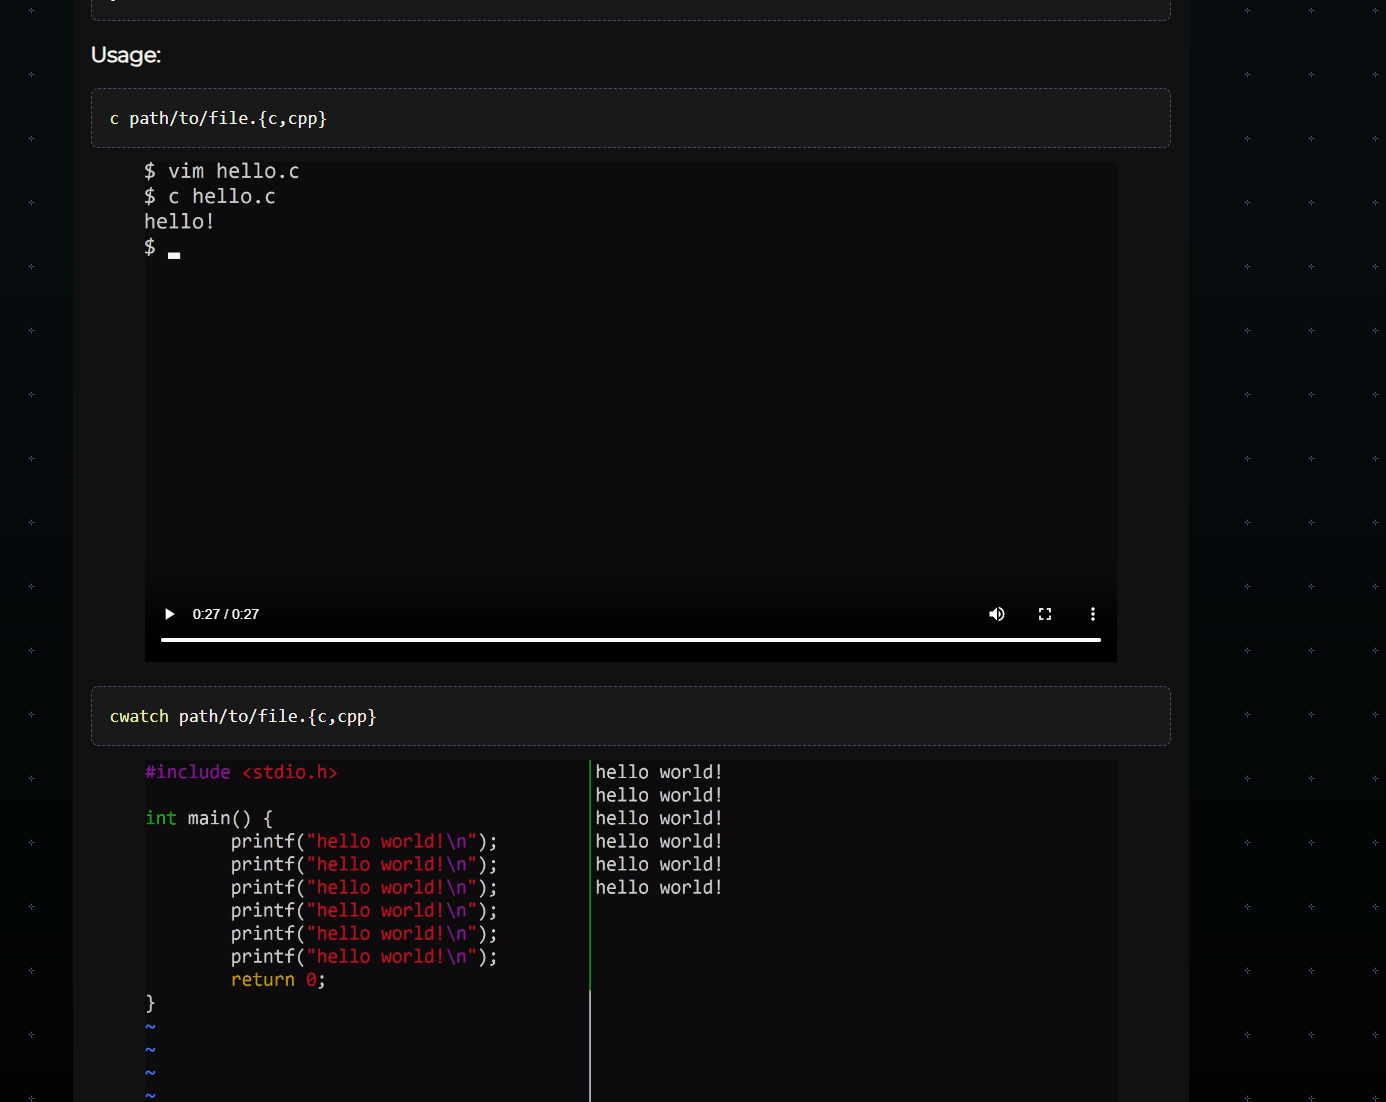 Usage:
c path/to/file.{c,cpp}
$ vim hello.c
$ c hello.c
hello!
$
0:27 / 0:27
cwatch path/to/file.{c,cpp}
#include <stdio.h>
int main() {
printf("hello world!\n");
printf("hello world!\n");
printf("hello world!\n");
printf("hello world!\n");
printf("hello world!\n");
printf("hello world!\n");
return 0;
}
~
~
~
~
hello world!
hello world!
hello world!
hello world!
hello world!
hello world!